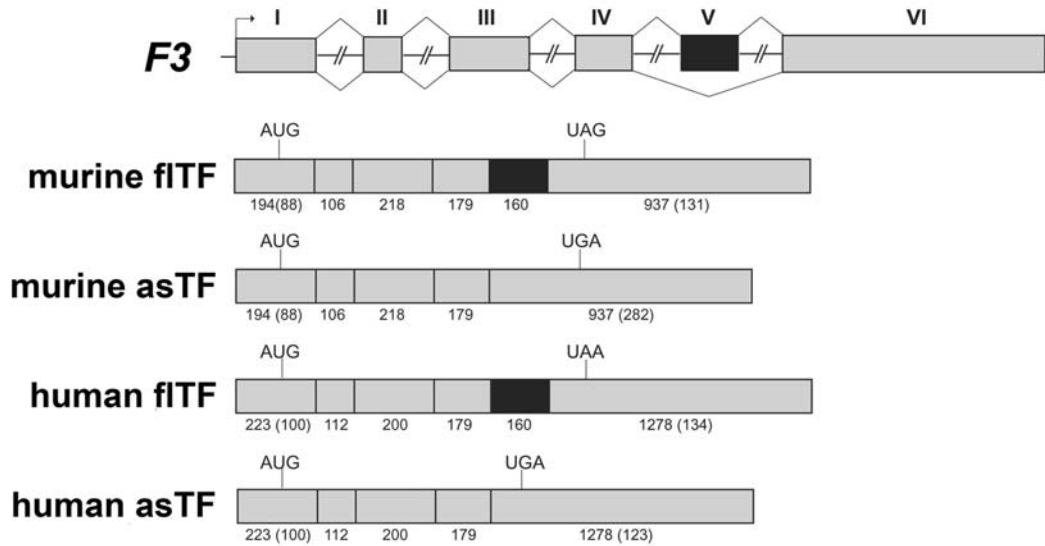 I II III IV V VI
F3
AUG UAG
murine flTF
194(88) 106 218 179 160 937 (131)
AUG UGA
murine asTF
194 (88) 106 218 179 937 (282)
AUG UAA
human flTF
223 (100) 112 200 179 160 1278 (134)
AUG UGA
human asTF
223 (100) 112 200 179 1278 (123)